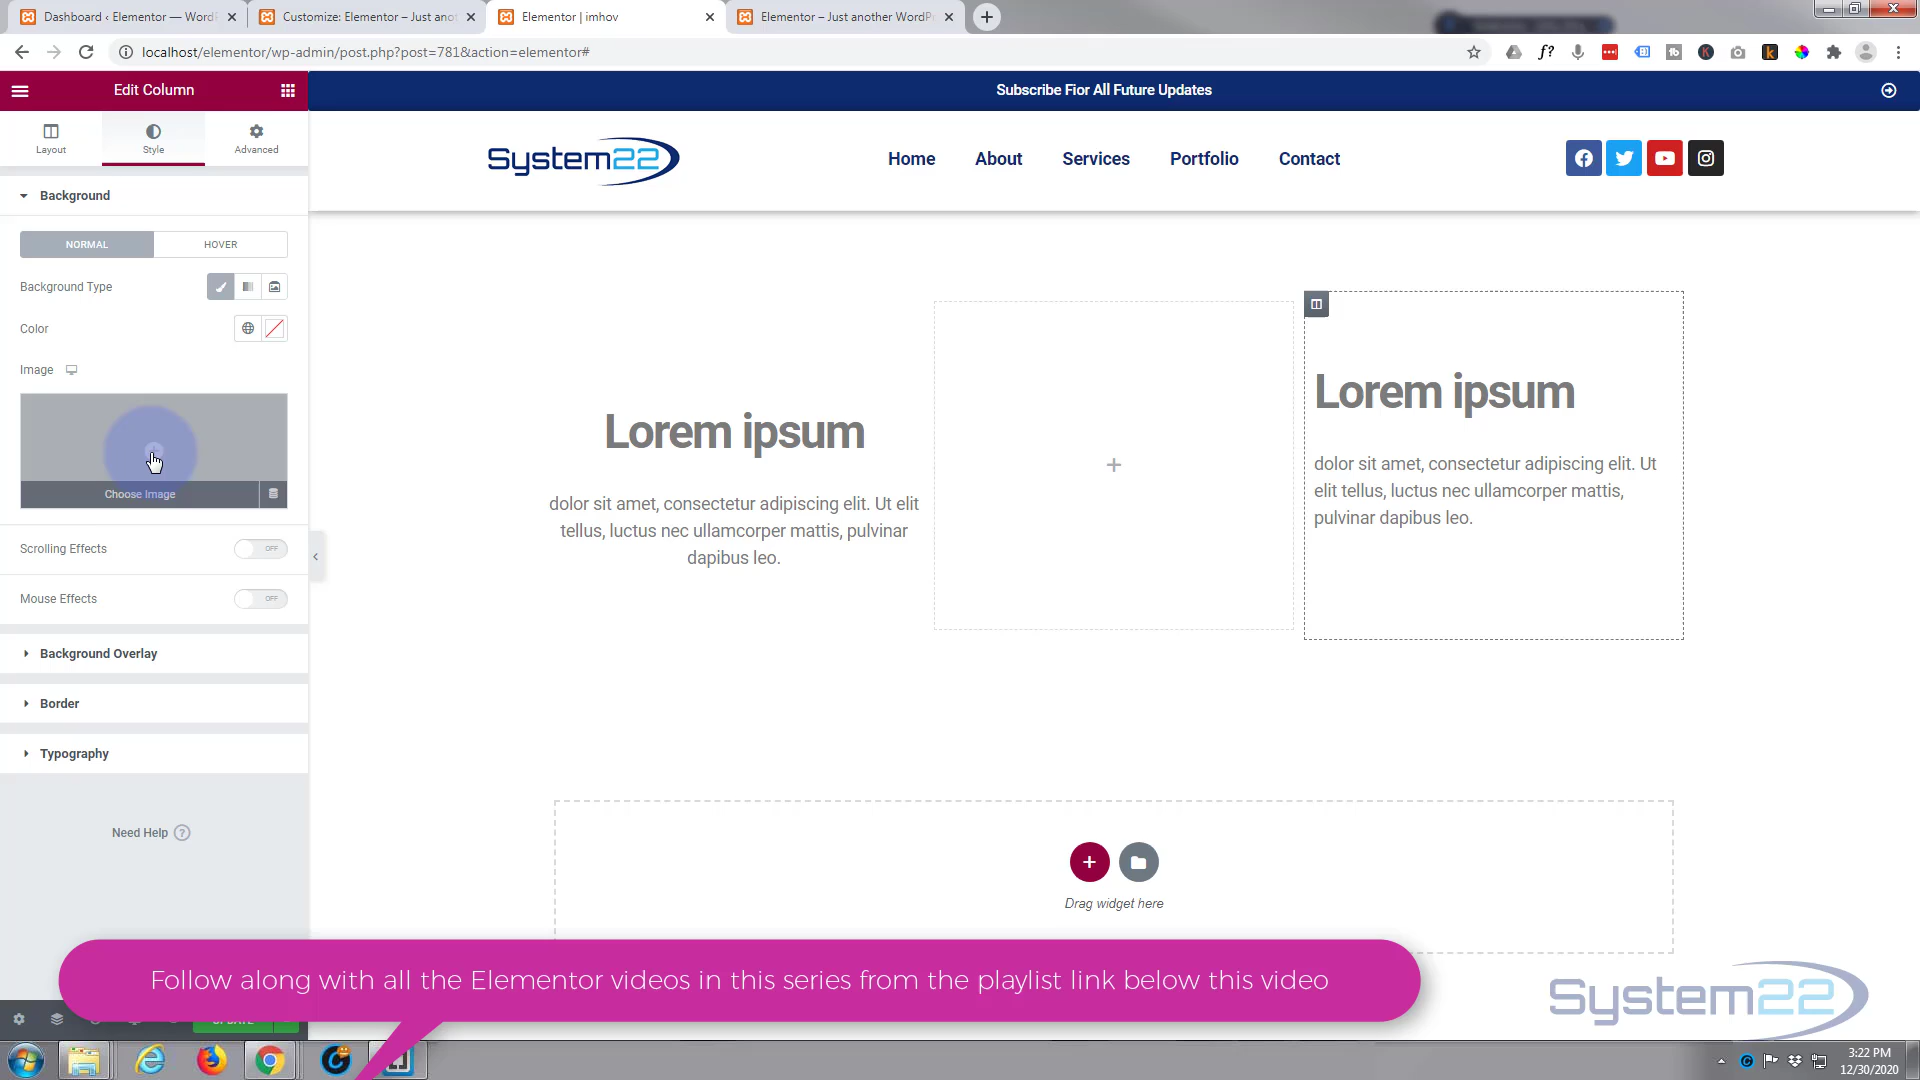 Dashboard ‹ Elementor — WordP
Customize: Elementor – Just anot
Elementor | imhov
Elementor – Just another WordPr
localhost/elementor/wp-admin/post.php?post=781&action=elementor#
Edit Column
Subscribe Fior All Future Updates
Layout
Style
Advanced
System22
Home
About
Services
Portfolio
Contact
Background
NORMAL
HOVER
Background Type
Color
Image
Choose Image
Scrolling Effects
OFF
Mouse Effects
OFF
Background Overlay
Border
Typography
Need Help ?
Lorem ipsum
dolor sit amet, consectetur adipiscing elit. Ut elit
tellus, luctus nec ullamcorper mattis, pulvinar
dapibus leo.
Lorem ipsum
dolor sit amet, consectetur adipiscing elit. Ut
elit tellus, luctus nec ullamcorper mattis,
pulvinar dapibus leo.
Drag widget here
Follow along with all the Elementor videos in this series from the playlist link below this video
System22
UPDATE
3:22 PM
12/30/2020